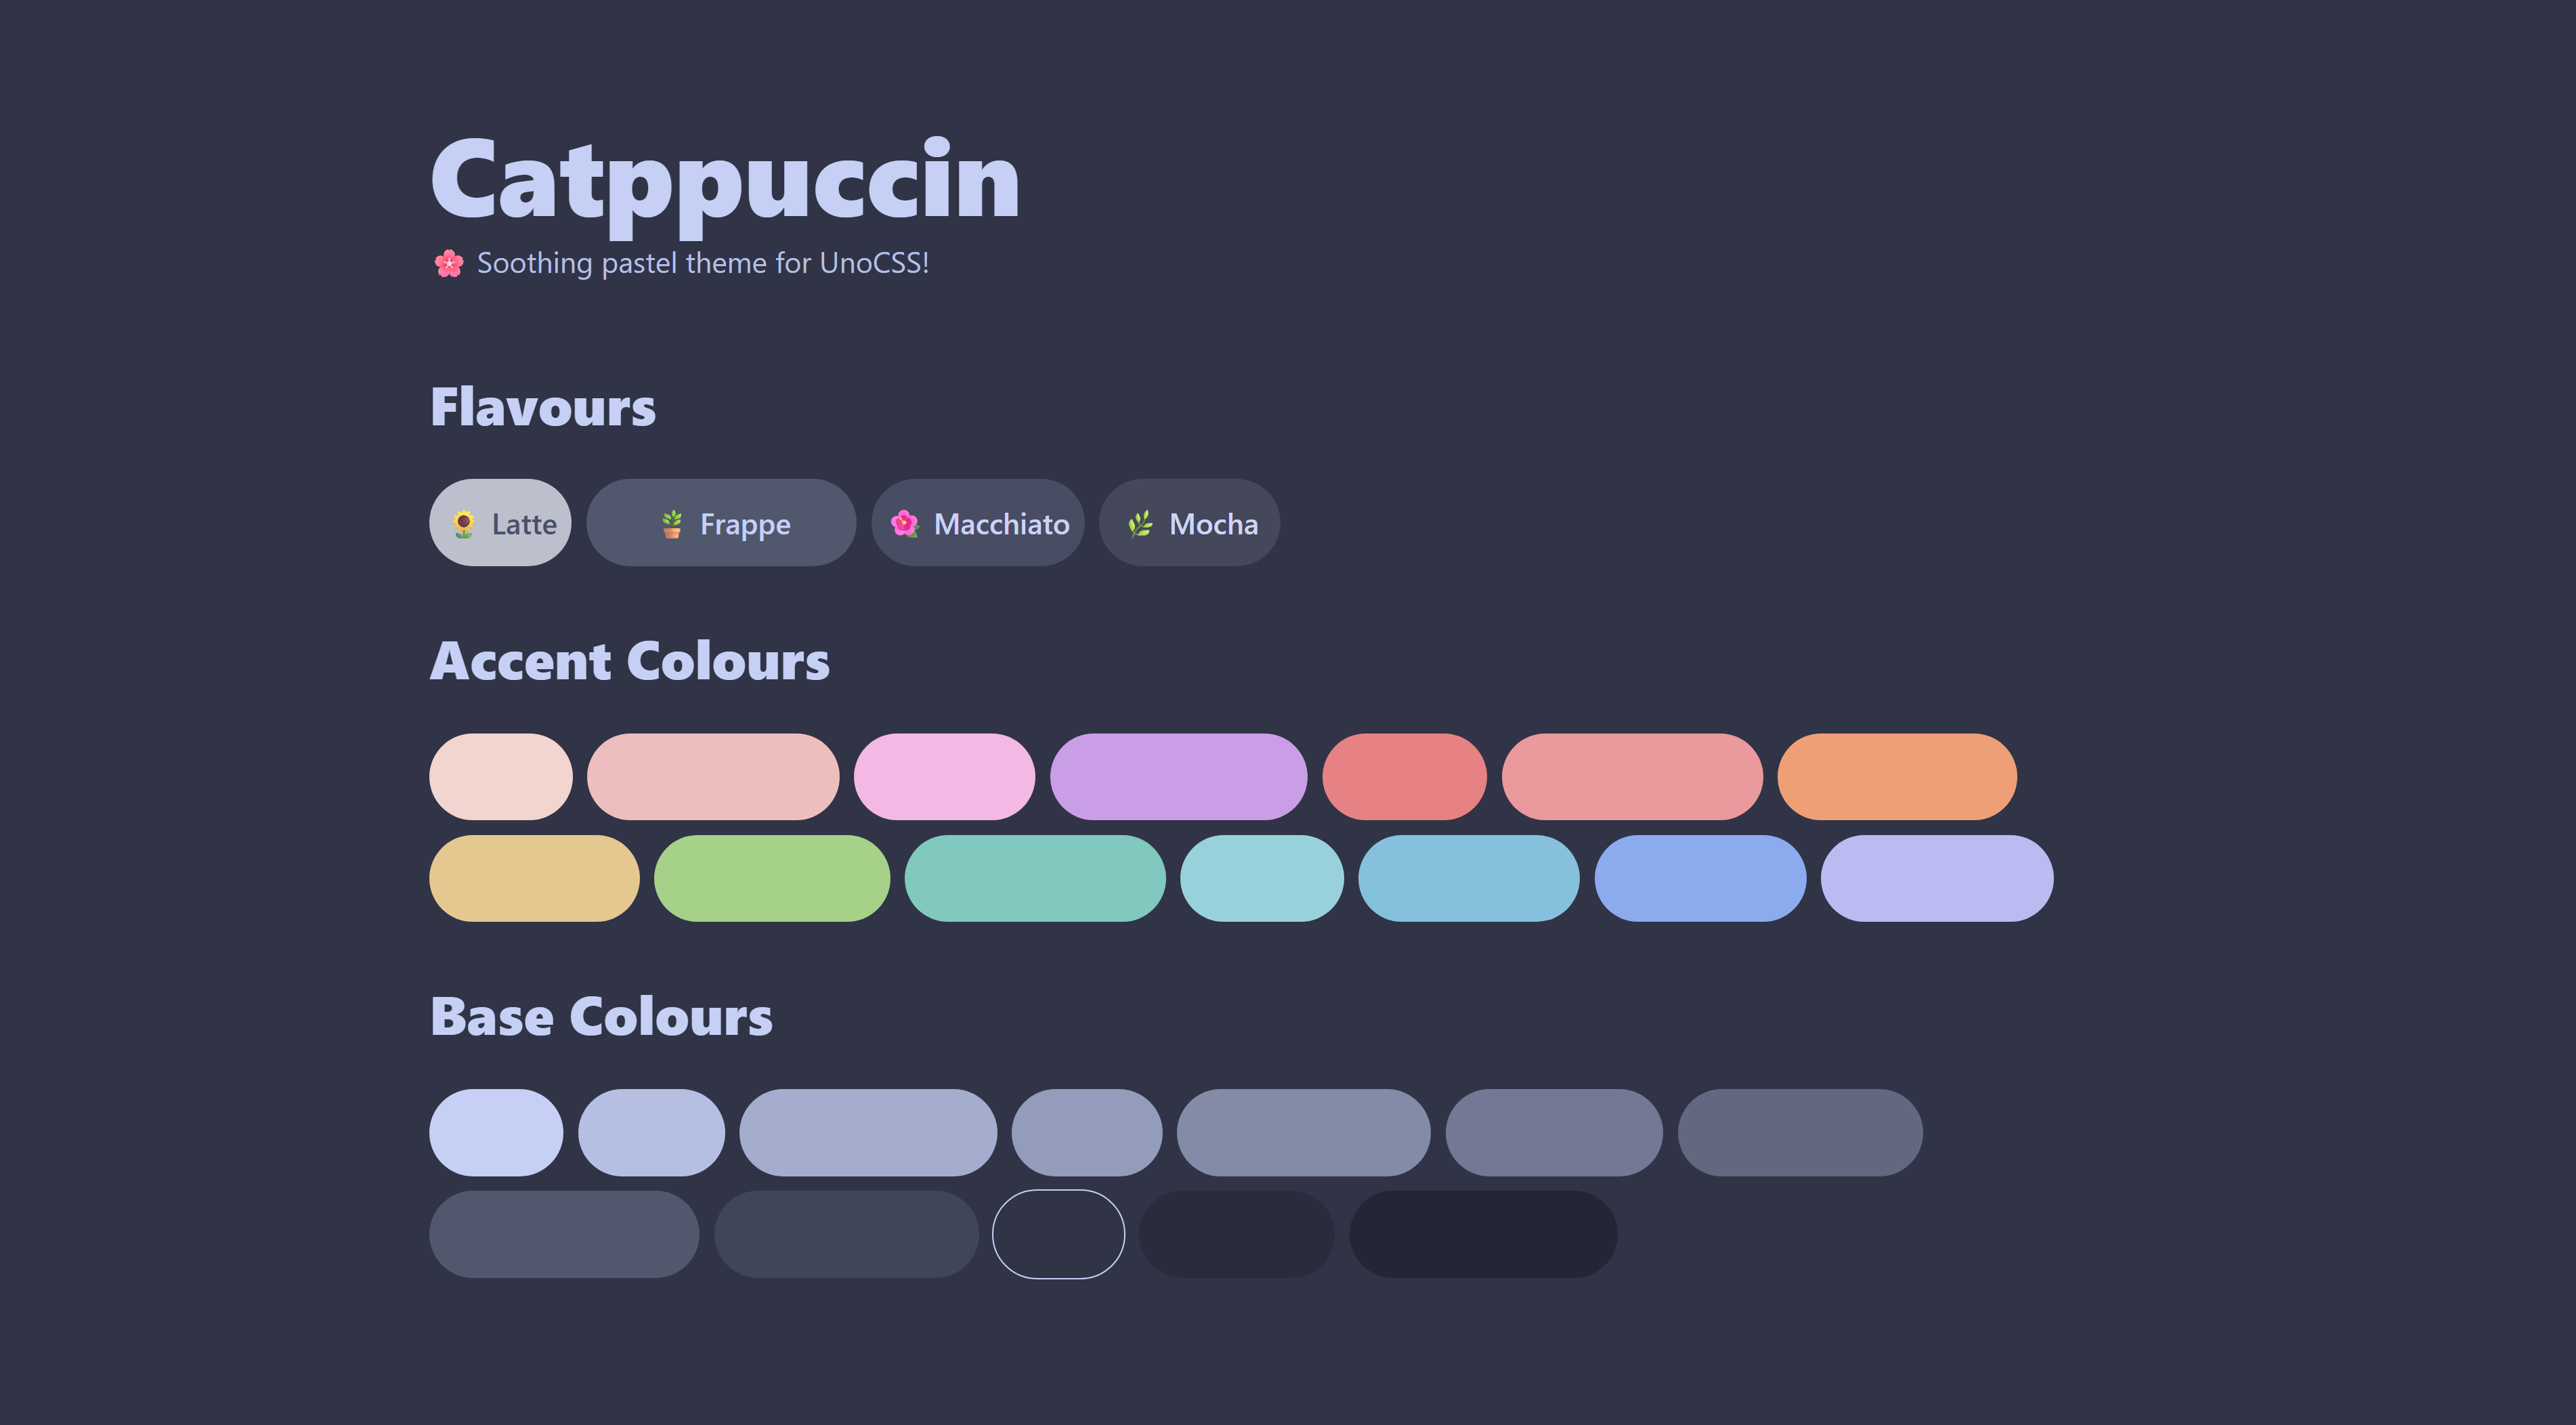 Catppuccin
🌸 Soothing pastel theme for UnoCSS!
Flavours
🌻 Latte 🪴 Frappe 🌺 Macchiato 🌿 Mocha
Accent Colours
Base Colours